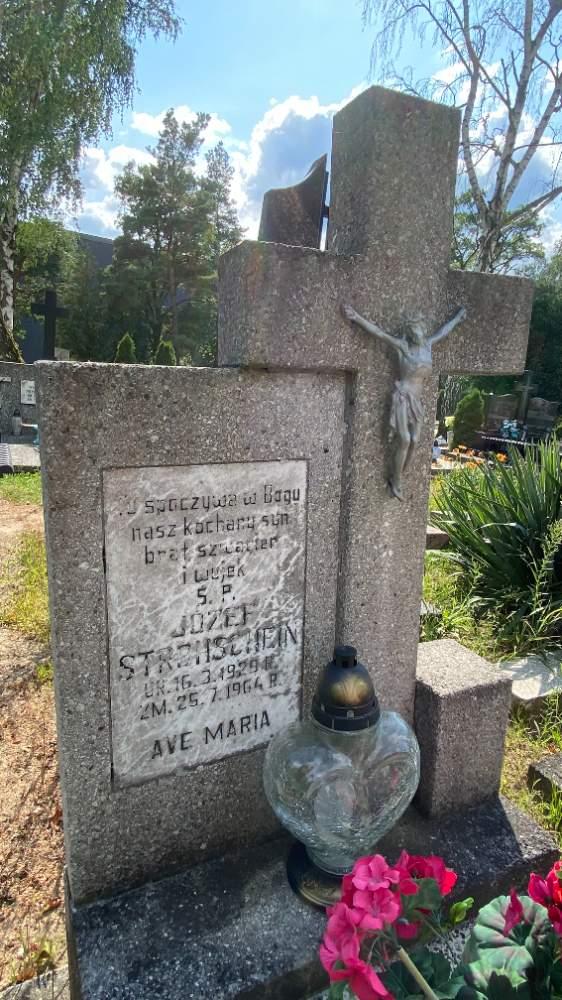 TU spoczywa w Bogu
nasz kochany syn
brat szwagier
i wujek
Ś. P.
JÓZEF
STREHSCHEIN
UR. 16. 3. 1929 R.
ZM. 25. 7. 1964 R.
AVE MARIA